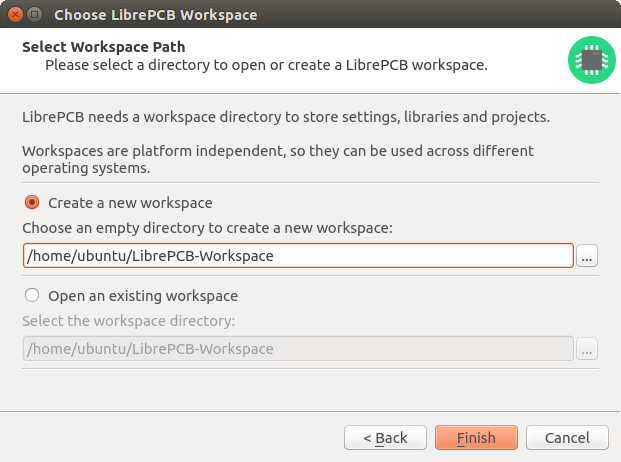 Choose LibrePCB Workspace
Select Workspace Path
Please select a directory to open or create a LibrePCB workspace.
LibrePCB needs a workspace directory to store settings, libraries and projects.
Workspaces are platform independent, so they can be used across different
operating systems.
Create a new workspace
Choose an empty directory to create a new workspace:
/home/ubuntu/LibrePCB-Workspace ...
Open an existing workspace
Select the workspace directory:
/home/ubuntu/LibrePCB-Workspace ...
< Back Finish Cancel